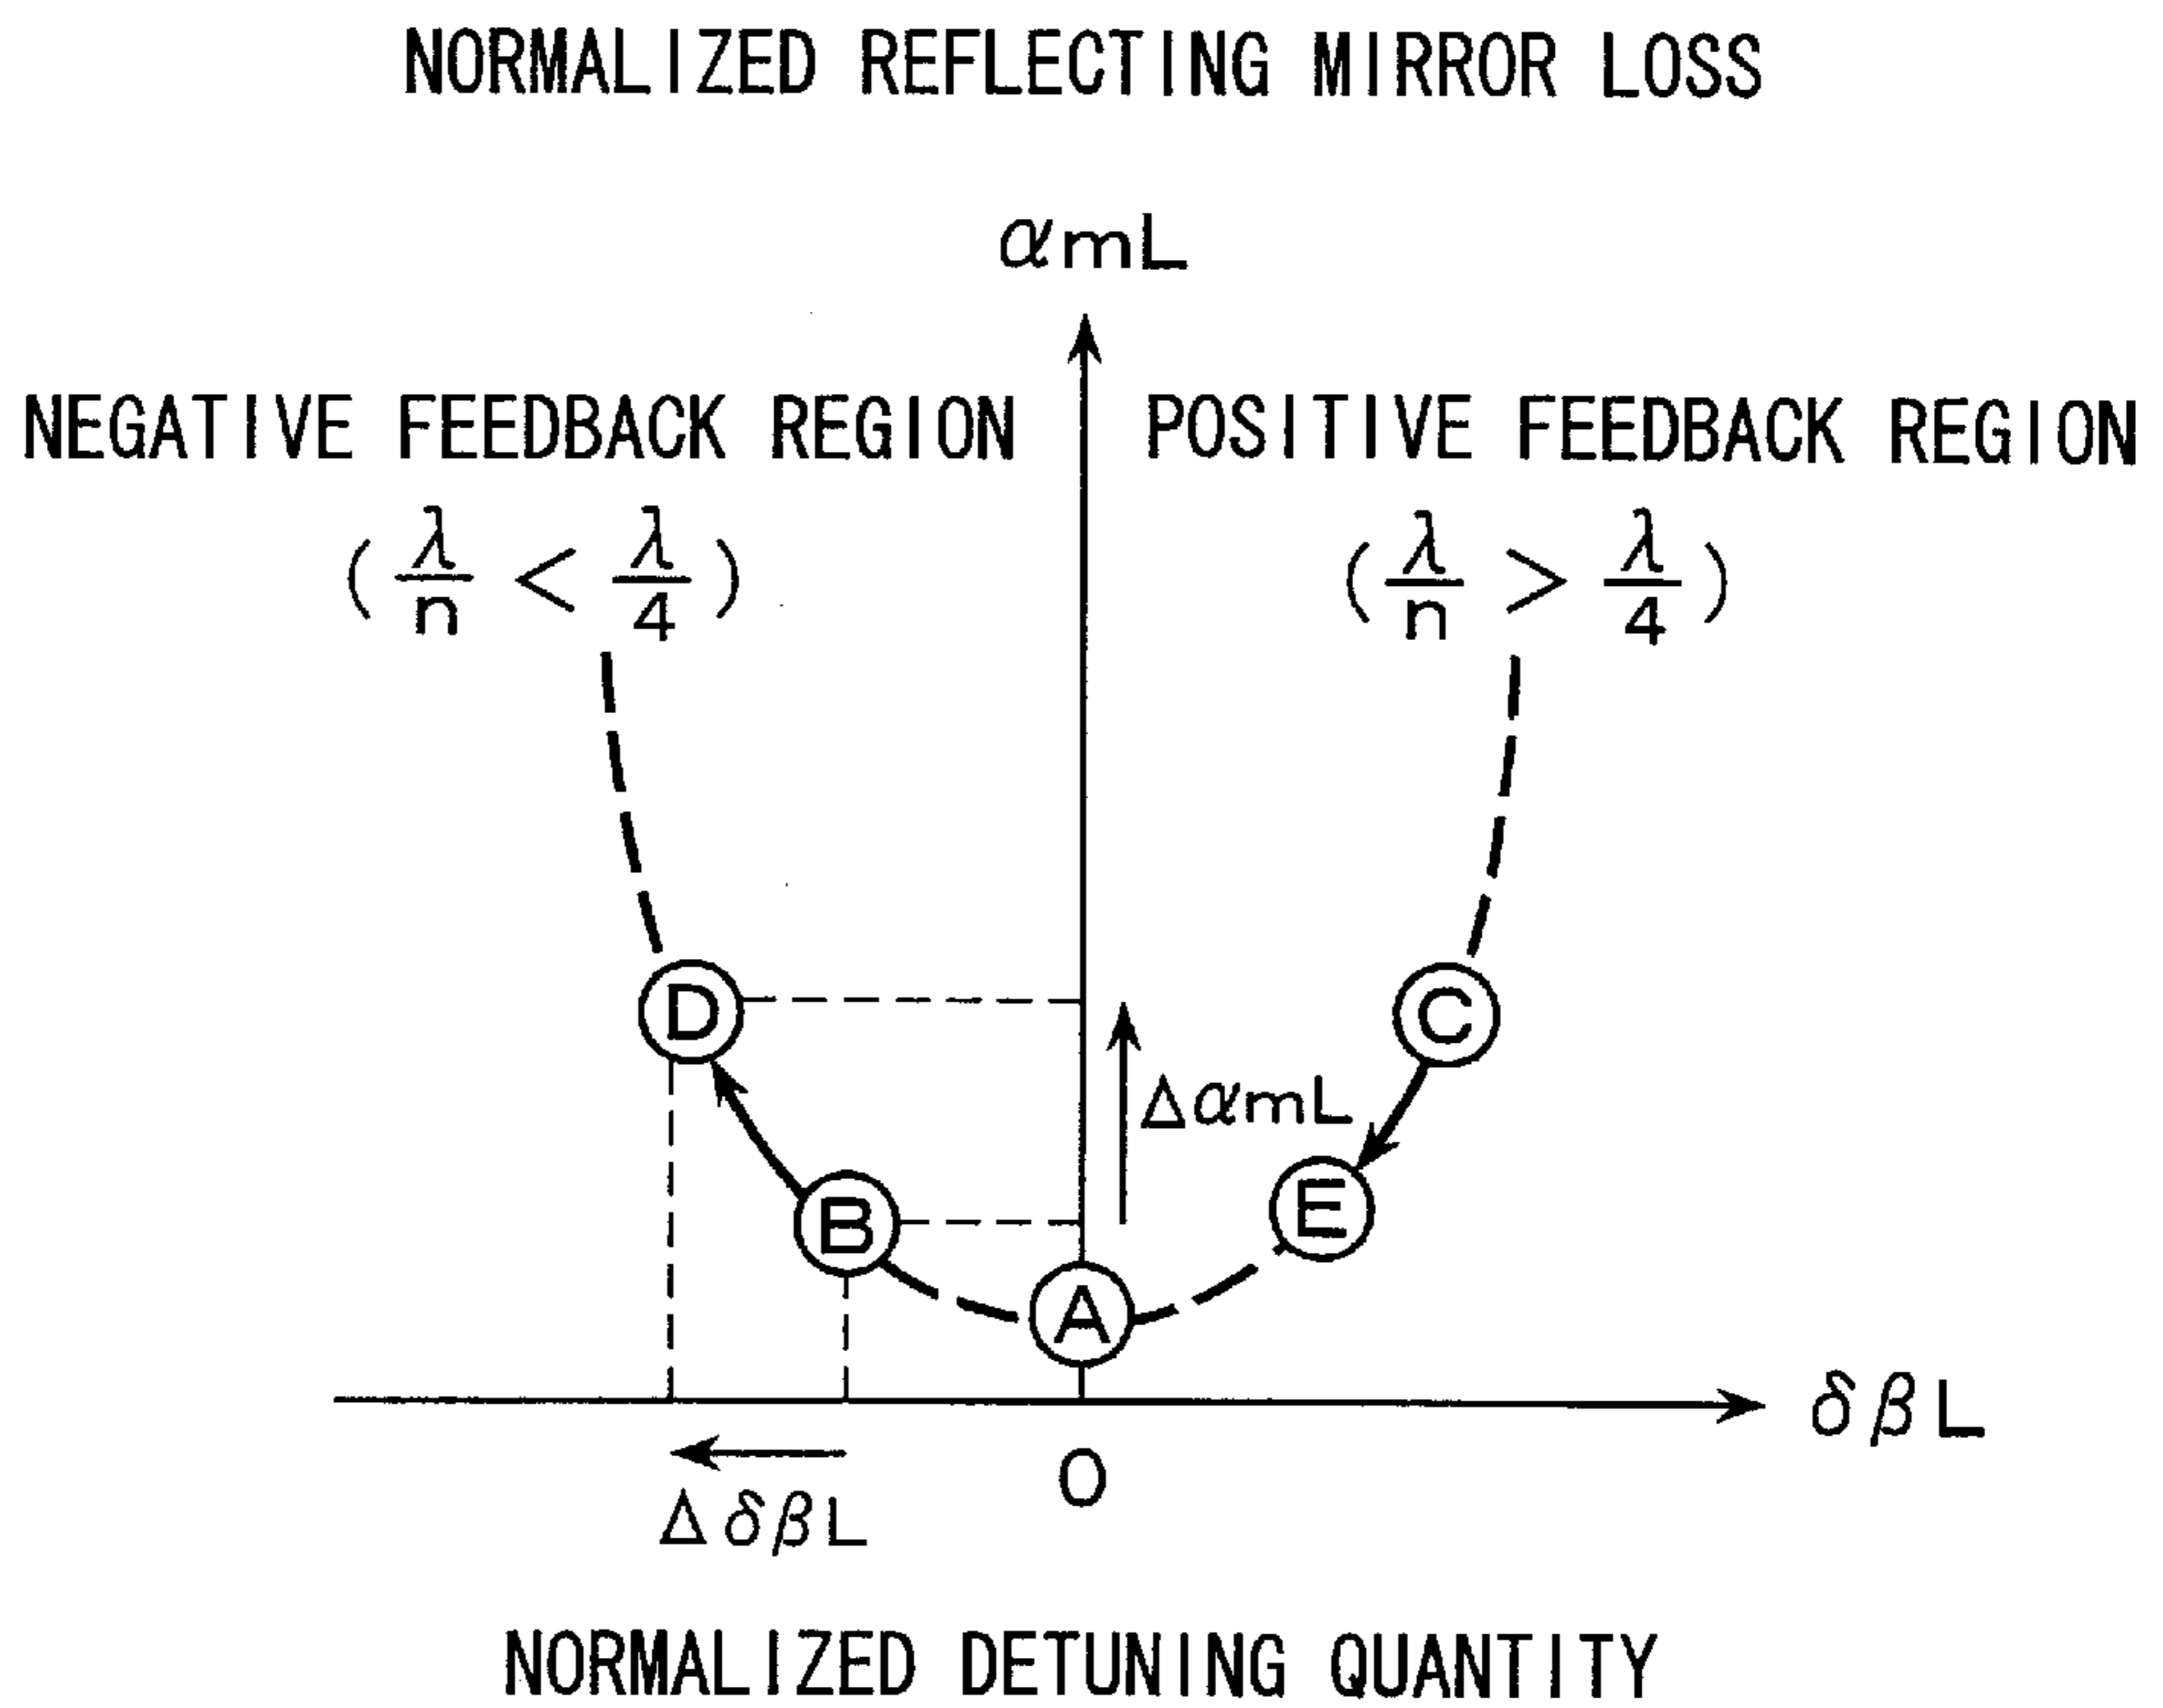 NORMALIZED REFLECTING MIRROR LOSS
αmL
NEGATIVE FEEDBACK REGION
POSITIVE FEEDBACK REGION
(λ/n < λ/4)
(λ/n > λ/4)
D
C
ΔαmL
B
E
A
δβL
O
ΔδβL
NORMALIZED DETUNING QUANTITY